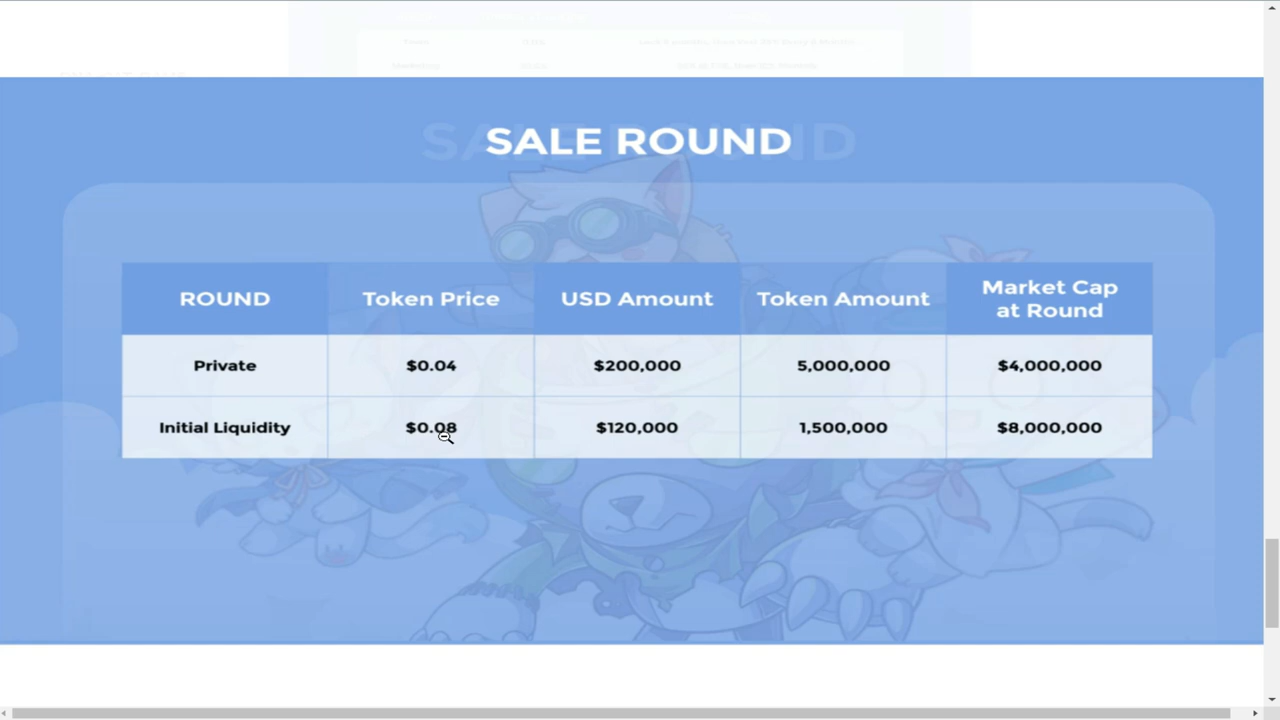 SALE ROUND
ROUND Token Price USD Amount Token Amount Market Cap at Round
Private $0.04 $200,000 5,000,000 $4,000,000
Initial Liquidity $0.08 $120,000 1,500,000 $8,000,000